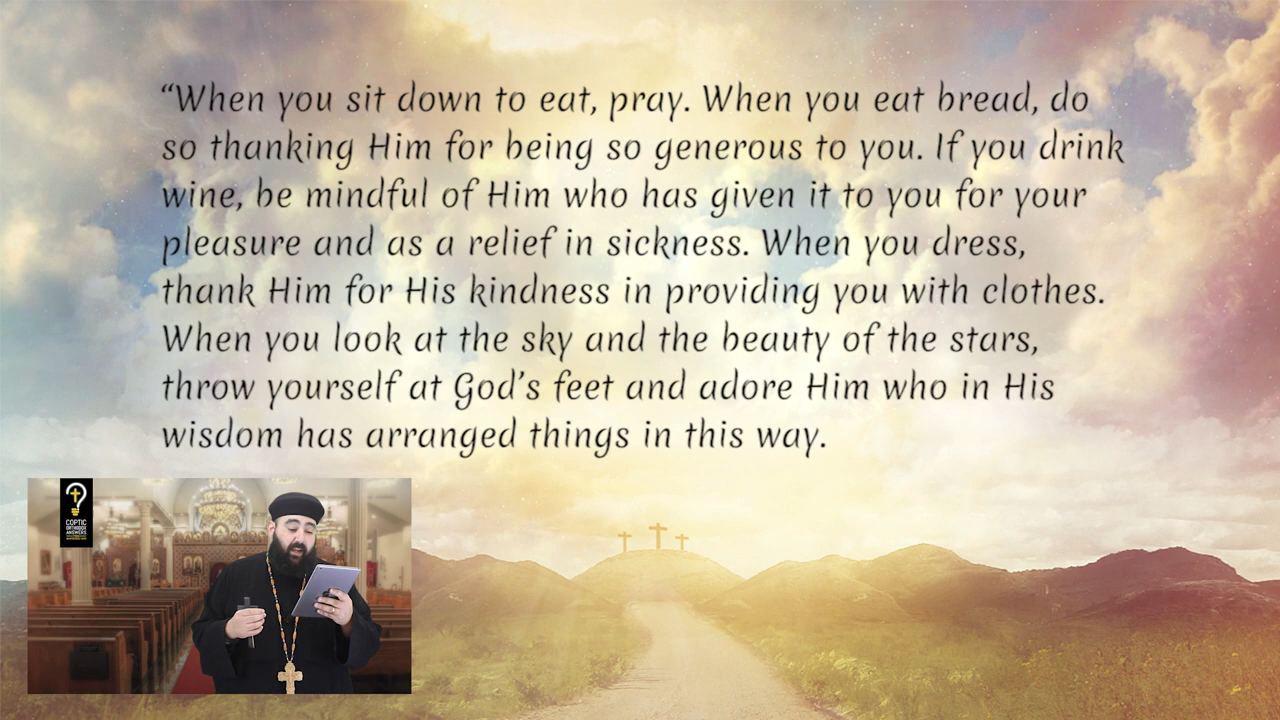 “When you sit down to eat, pray. When you eat bread, do
so thanking Him for being so generous to you. If you drink
wine, be mindful of Him who has given it to you for your
pleasure and as a relief in sickness. When you dress,
thank Him for His kindness in providing you with clothes.
When you look at the sky and the beauty of the stars,
throw yourself at God’s feet and adore Him who in His
wisdom has arranged things in this way.
COPTIC
ORTHODOX
ANSWERS